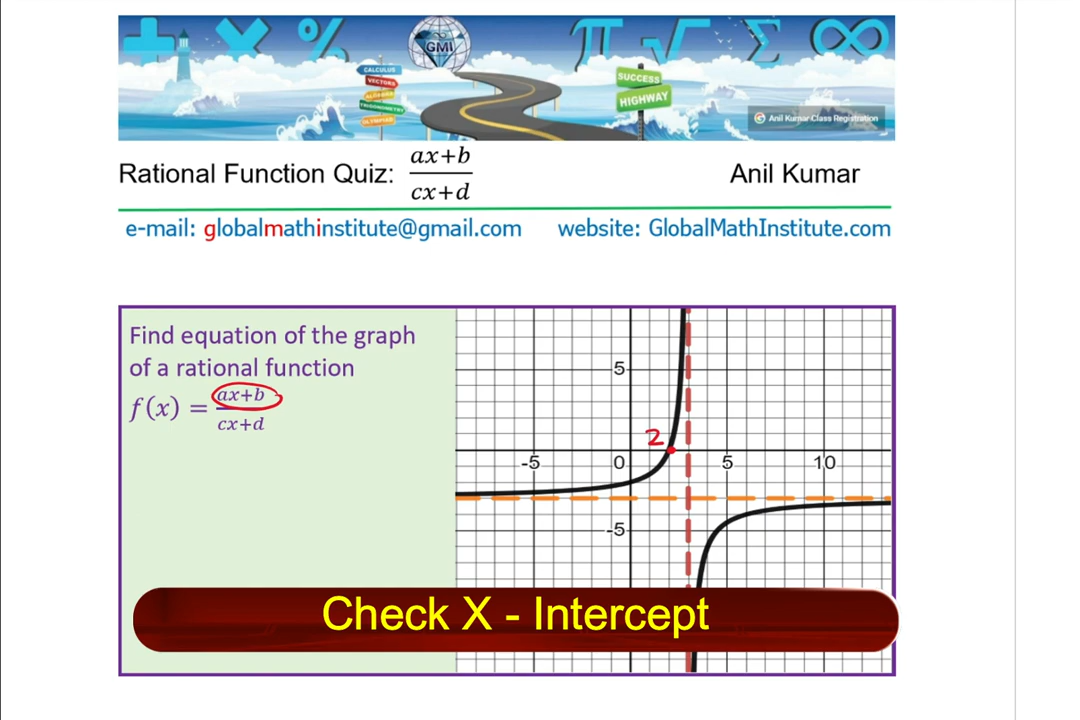 GMI
CALCULUS
VECTORS
ALGEBRA
TRIGONOMETRY
OLYMPIAD
SUCCESS
HIGHWAY
Anil Kumar Class Registration
Rational Function Quiz: ax+b/cx+d Anil Kumar
e-mail: globalmathinstitute@gmail.com website: GlobalMathInstitute.com
Find equation of the graph
of a rational function
f(x) = ax+b/cx+d
5
2
-5 0 5 10
-5
Check X - Intercept